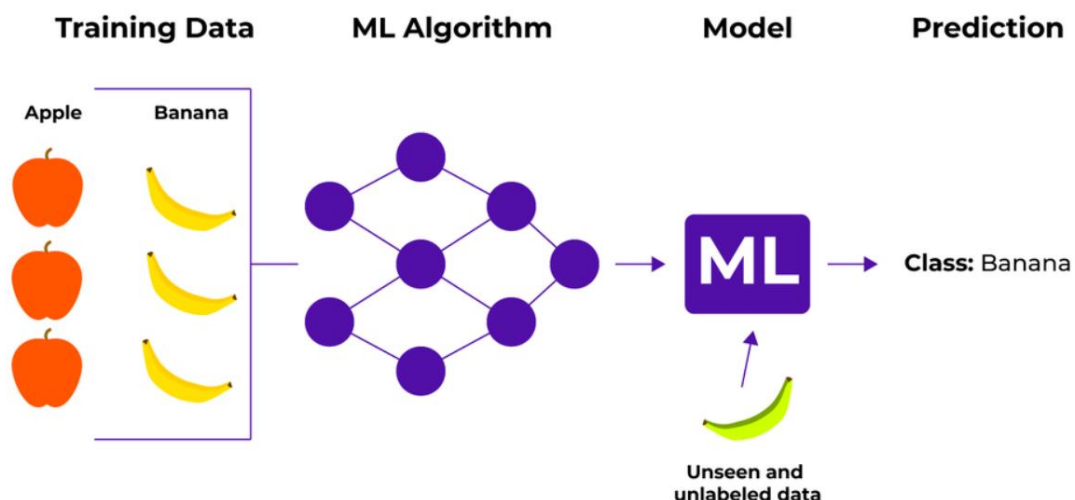 Training Data
ML Algorithm
Model
Prediction
Apple
Banana
ML
Class: Banana
Unseen and
unlabeled data